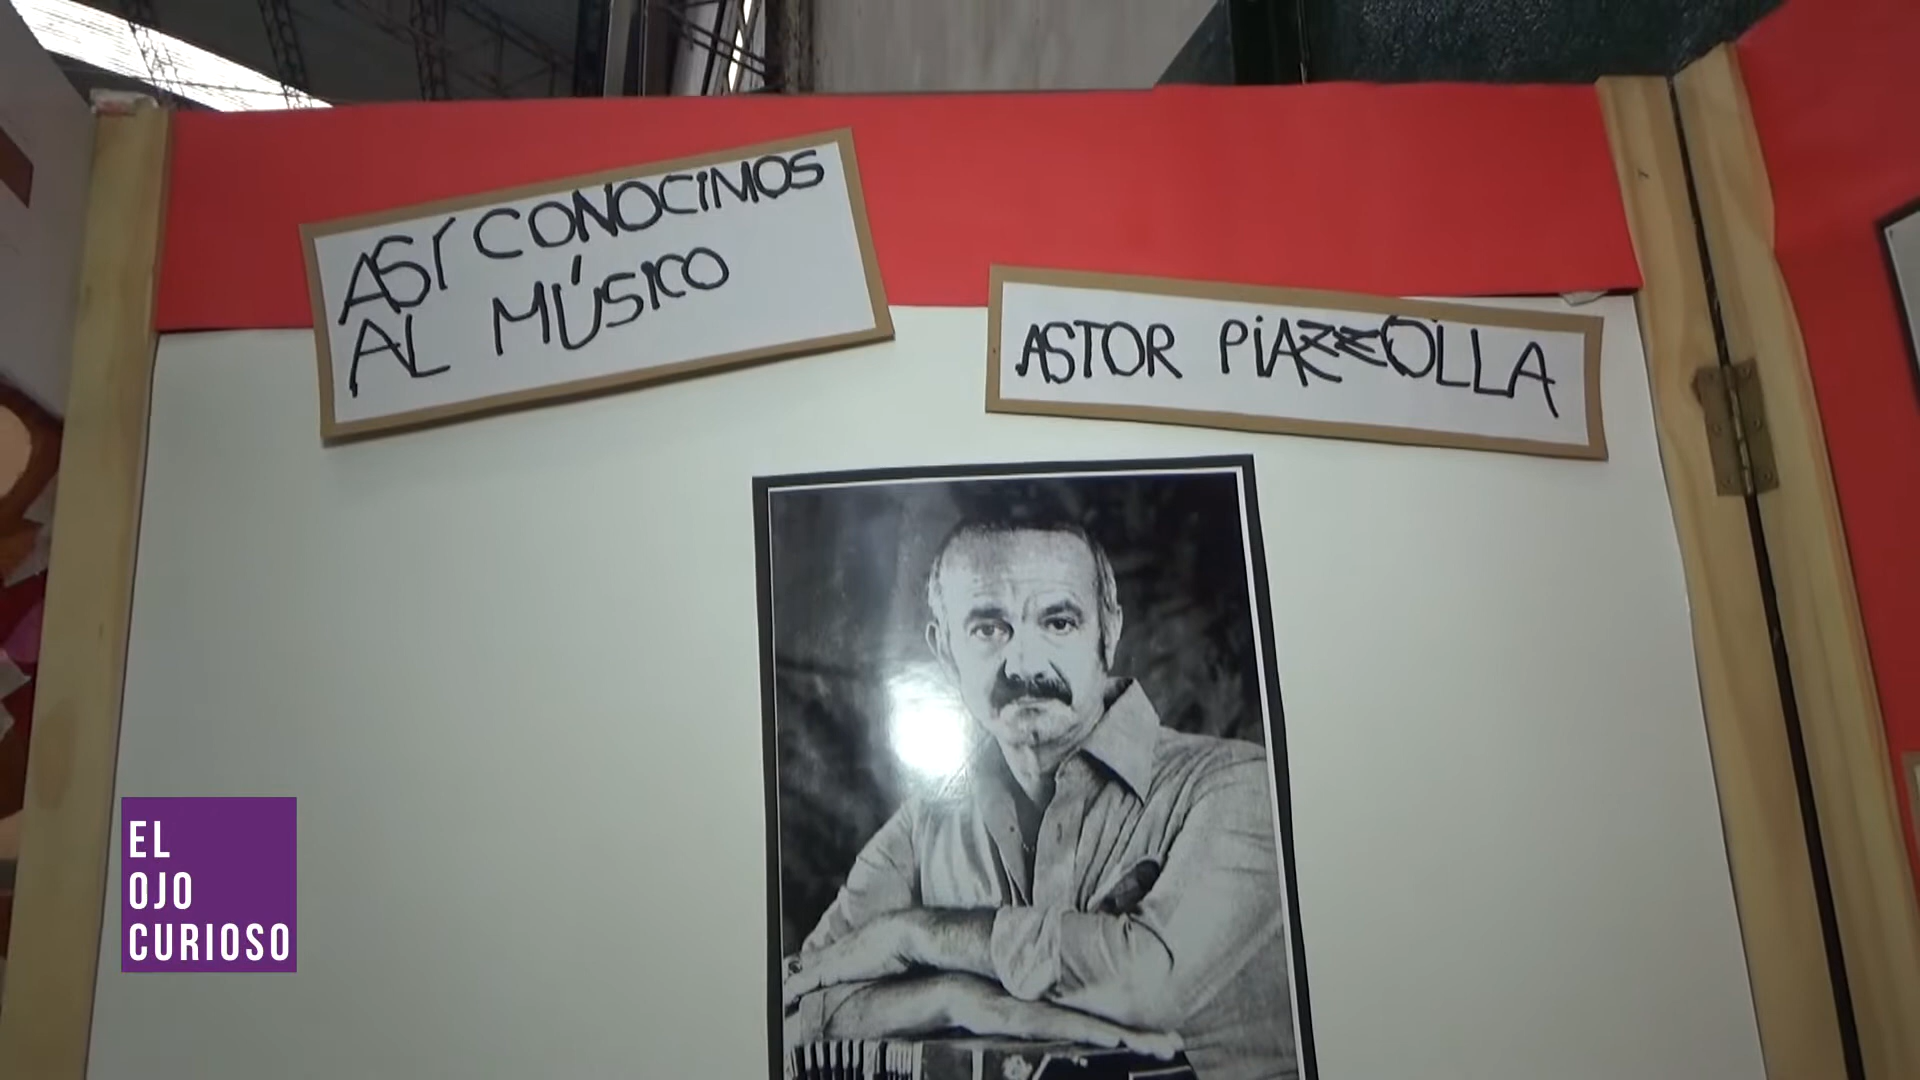 ASÍ CONOCIMOS
AL MÚSICO
ASTOR PIAZZOLLA
EL
OJO
CURIOSO